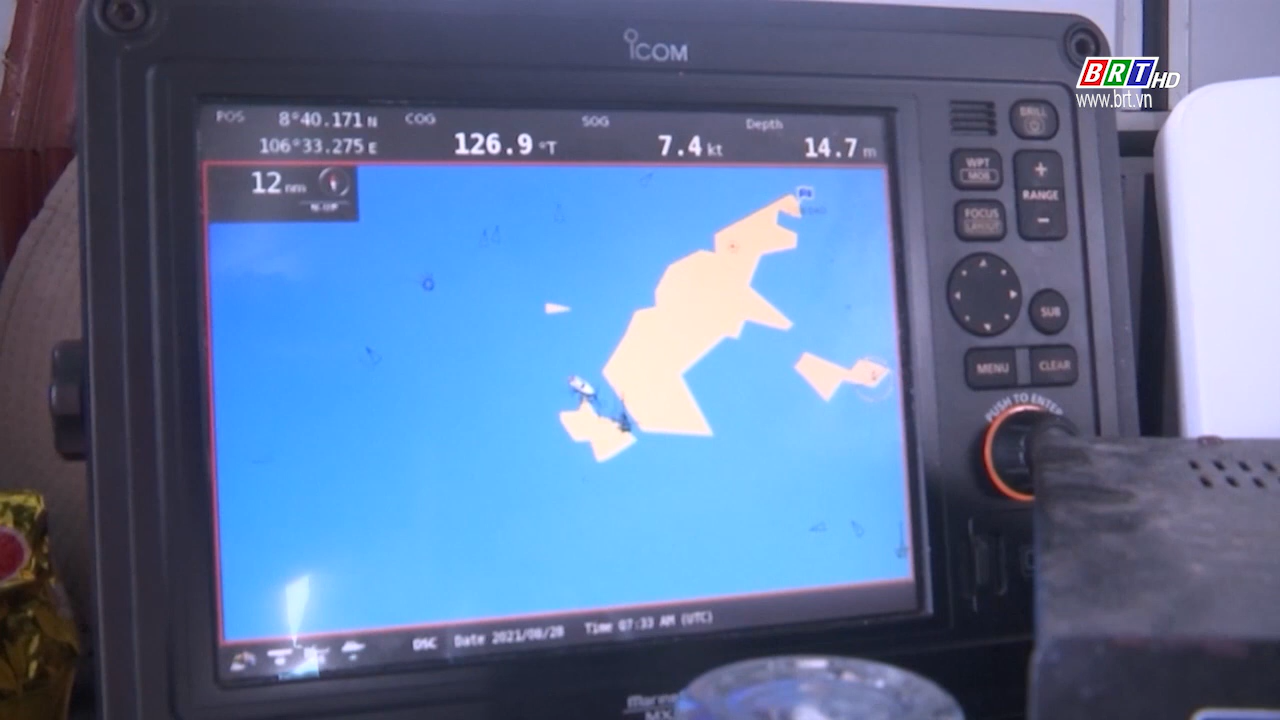 iCOM
BRT HD
www.brt.vn
POS 8°40.171 N
106°33.275 E
COG 126.9 °T
SOG 7.4 kt
Depth 14.7 m
12 nm
N-UP
DSC Date 2021/08/28 Time 07:33 AM (UTC)
DRILL
WPT
MOB
+
RANGE
−
FOCUS
LAYOUT
SUB
MENU
CLEAR
PUSH TO ENTER